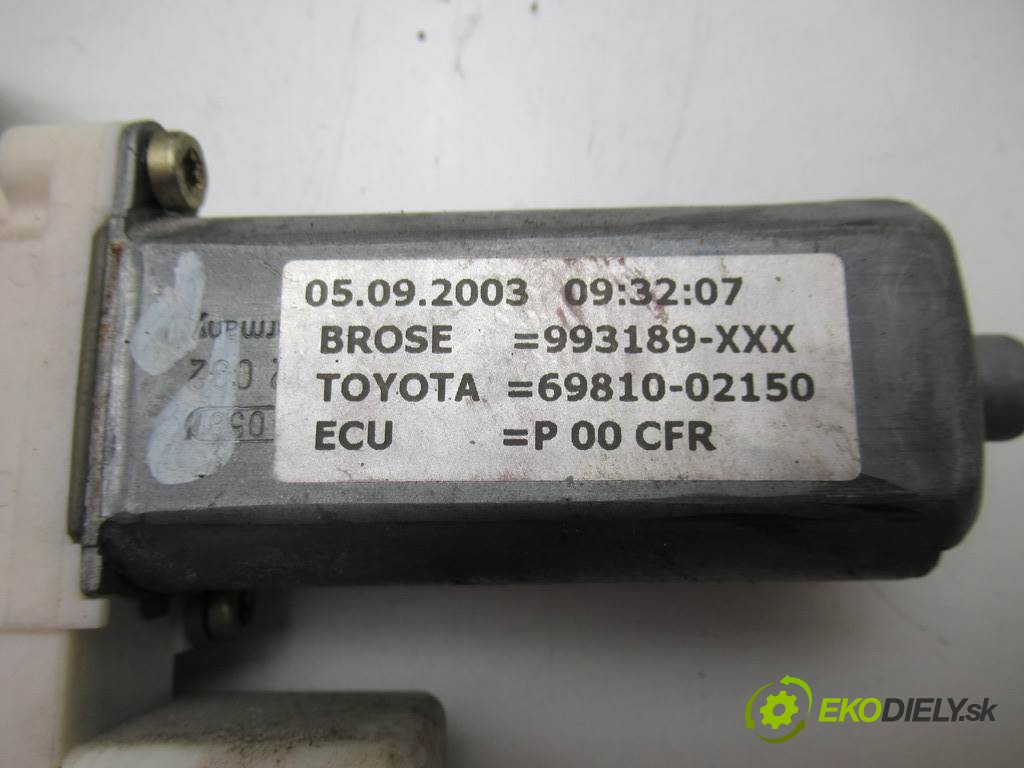 05.09.2003 09:32:07
BROSE =993189-XXX
TOYOTA =69810-02150
ECU =P 00 CFR
EKODIELY.sk